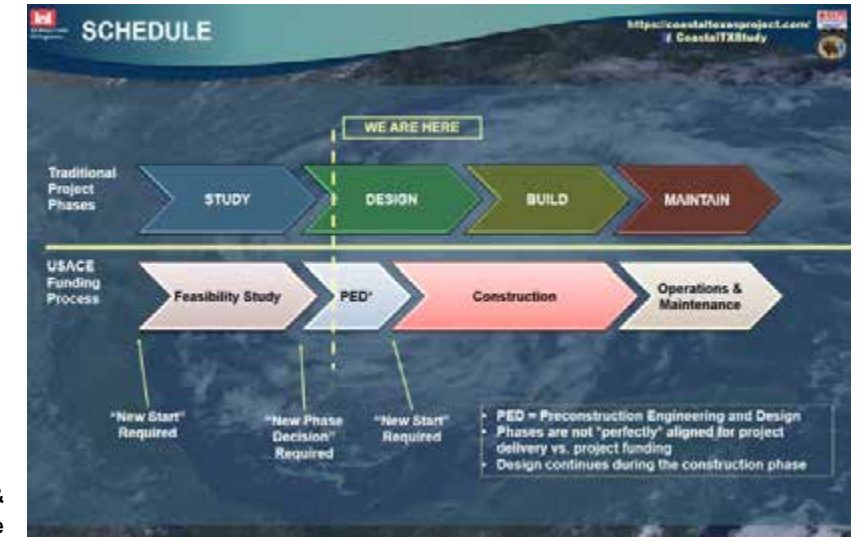 SCHEDULE
https://coastaltexasproject.com/
CoastalTXStudy
WE ARE HERE
Traditional
Project
Phases
STUDY
DESIGN
BUILD
MAINTAIN
USACE
Funding
Process
Feasibility Study
PED*
Construction
Operations &
Maintenance
"New Start"
Required
"New Phase
Decision"
Required
"New Start"
Required
• PED = Preconstruction Engineering and Design
• Phases are not "perfectly" aligned for project
delivery vs. project funding
• Design continues during the construction phase
&
e